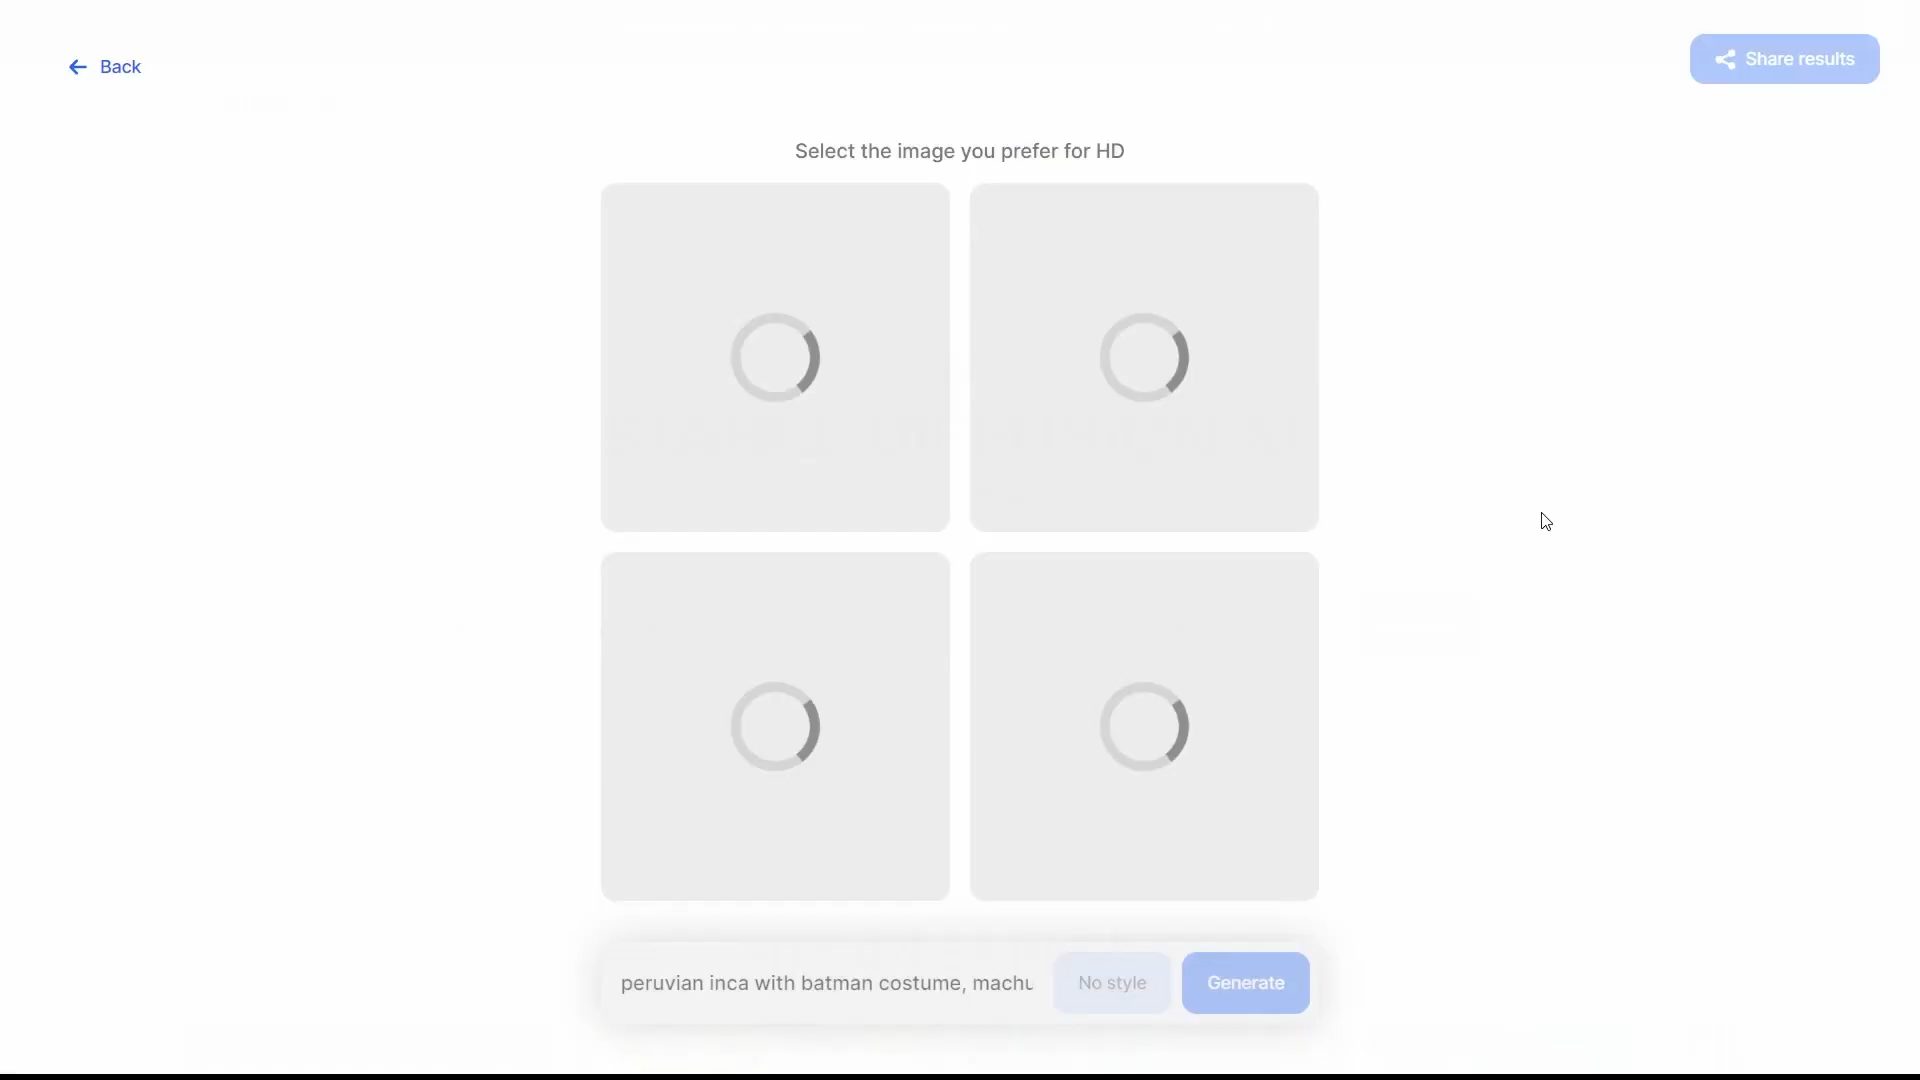 Back
Share results
Select the image you prefer for HD
peruvian inca with batman costume, machu
No style
Generate